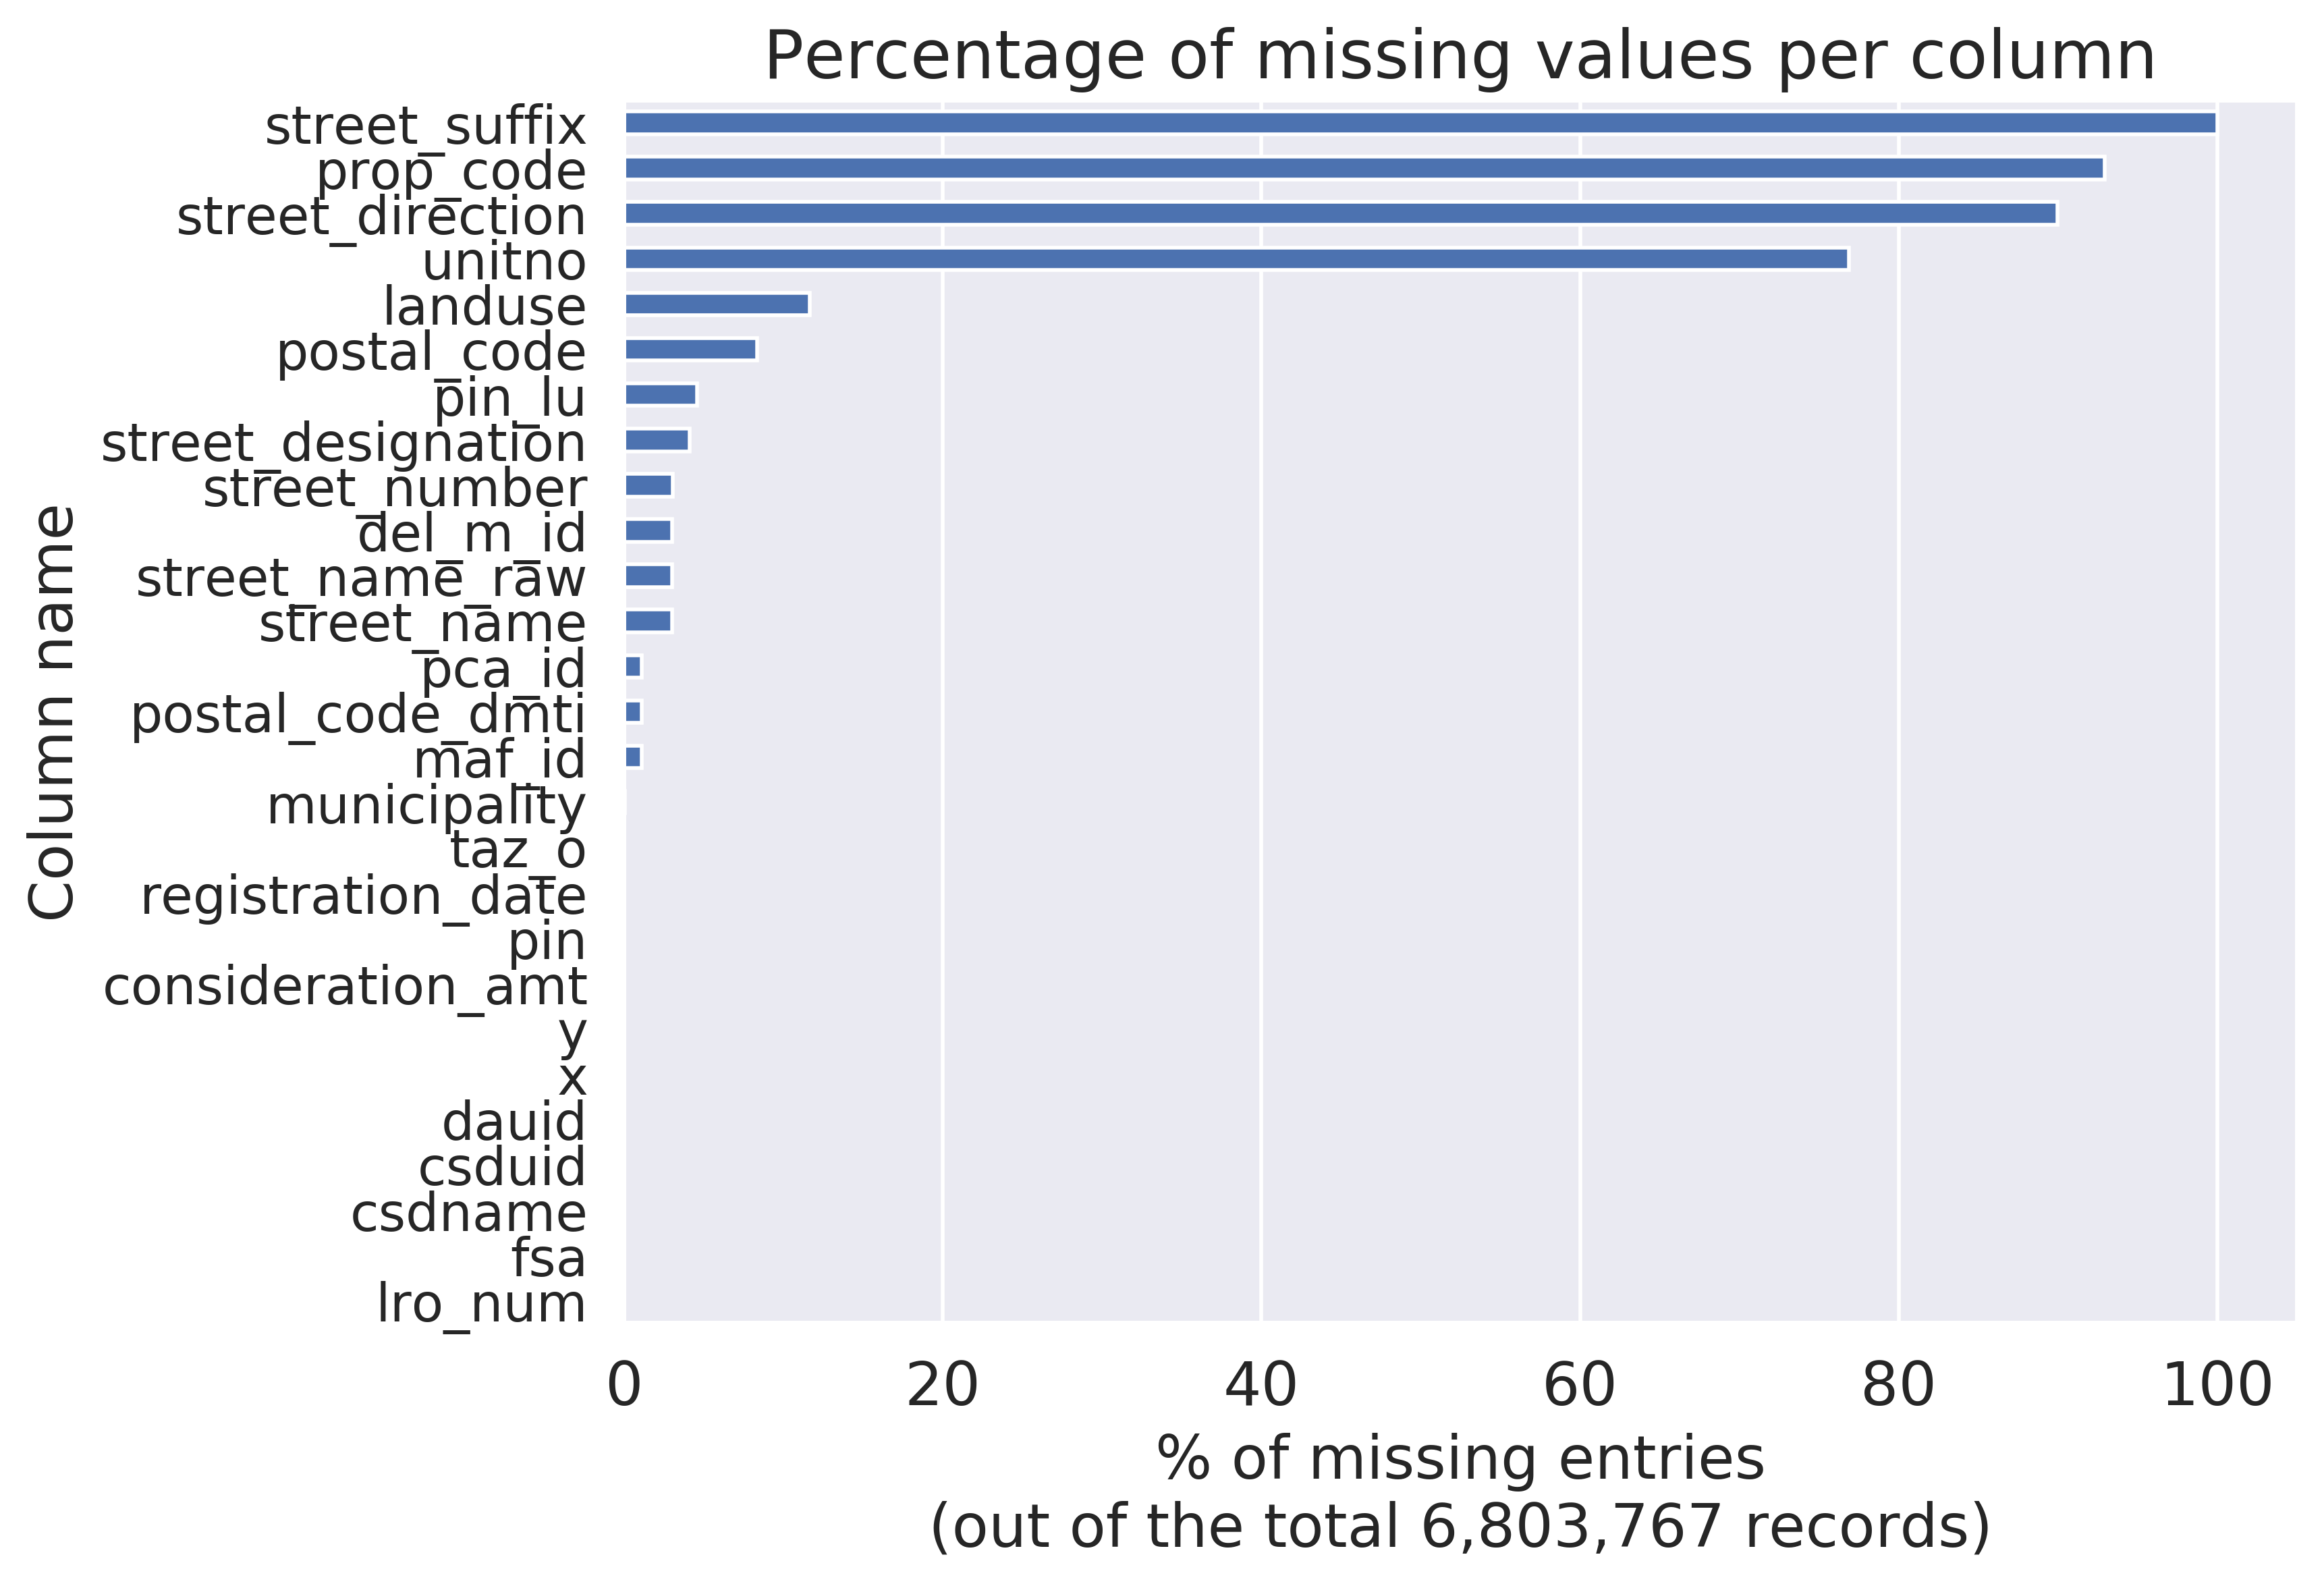 Percentage of missing values per column
street_suffix
prop_code
street_direction
unitno
landuse
postal_code
pin_lu
street_designation
street_number
del_m_id
street_name_raw
street_name
pca_id
postal_code_dmti
maf_id
municipality
taz_o
registration_date
pin
consideration_amt
y
x
dauid
csduid
csdname
fsa
lro_num
Column name
0 20 40 60 80 100
% of missing entries
(out of the total 6,803,767 records)